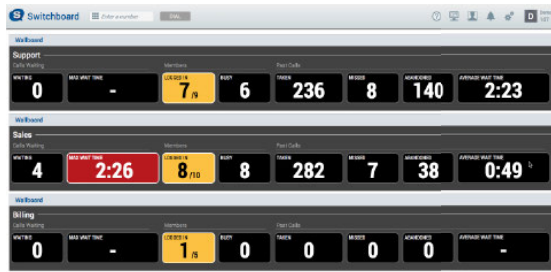 Switchboard Enter a number
D
Wallboard
Support
Calls Waiting Members Past Calls
WAITING MAX WAIT TIME LOGGED IN BUSY TAKEN MISSED ABANDONED AVERAGE WAIT TIME
0 - 7/9 6 236 8 140 2:23
Wallboard
Sales
Calls Waiting Members Past Calls
WAITING MAX WAIT TIME LOGGED IN BUSY TAKEN MISSED ABANDONED AVERAGE WAIT TIME
4 2:26 8/10 8 282 7 38 0:49
Wallboard
Billing
Calls Waiting Members Past Calls
WAITING MAX WAIT TIME LOGGED IN BUSY TAKEN MISSED ABANDONED AVERAGE WAIT TIME
0 - 1/5 0 0 0 0 -